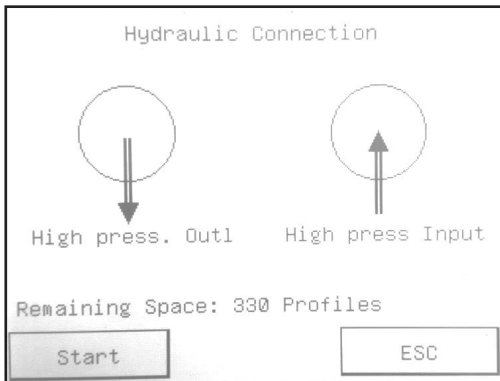 Hydraulic Connection
High press. Outl
High press Input
Remaining Space: 330 Profiles
Start
ESC